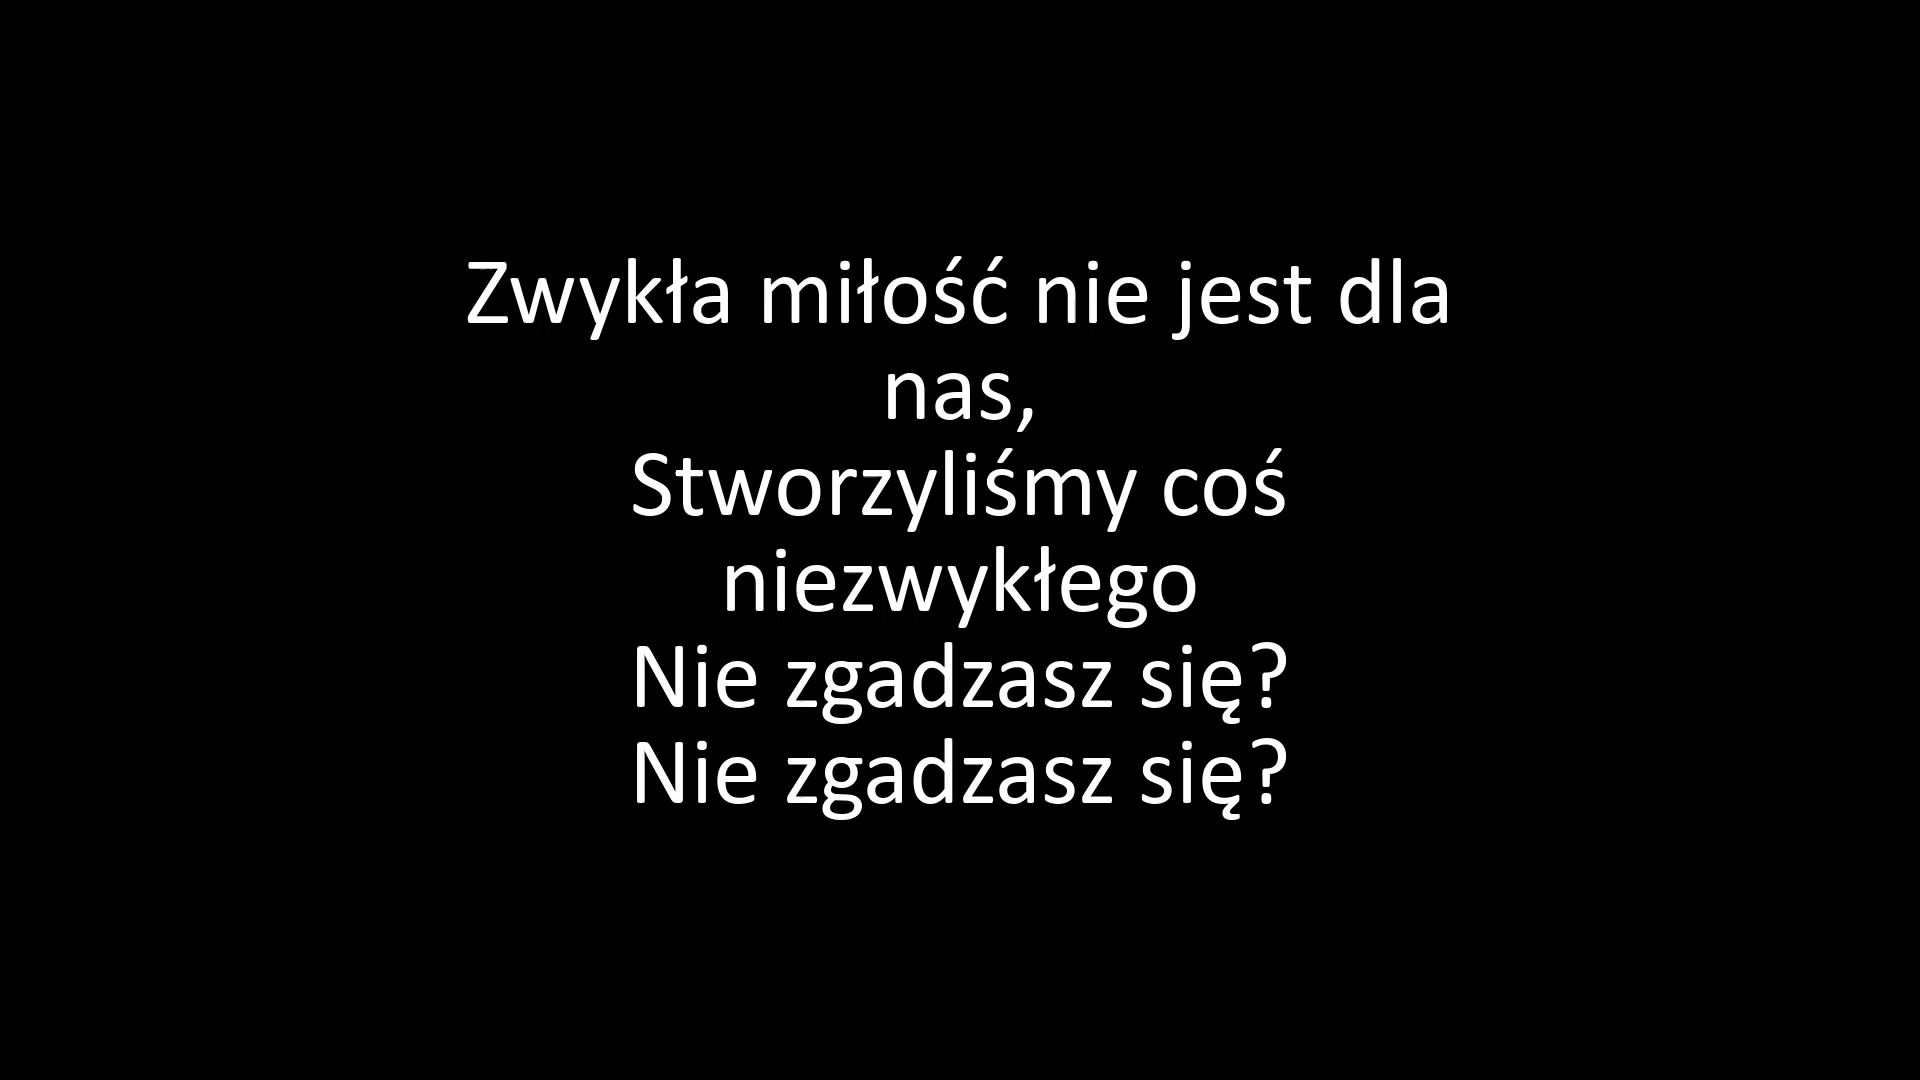 Zwykła miłość nie jest dla
nas,
Stworzyliśmy coś
niezwykłego
Nie zgadzasz się?
Nie zgadzasz się?